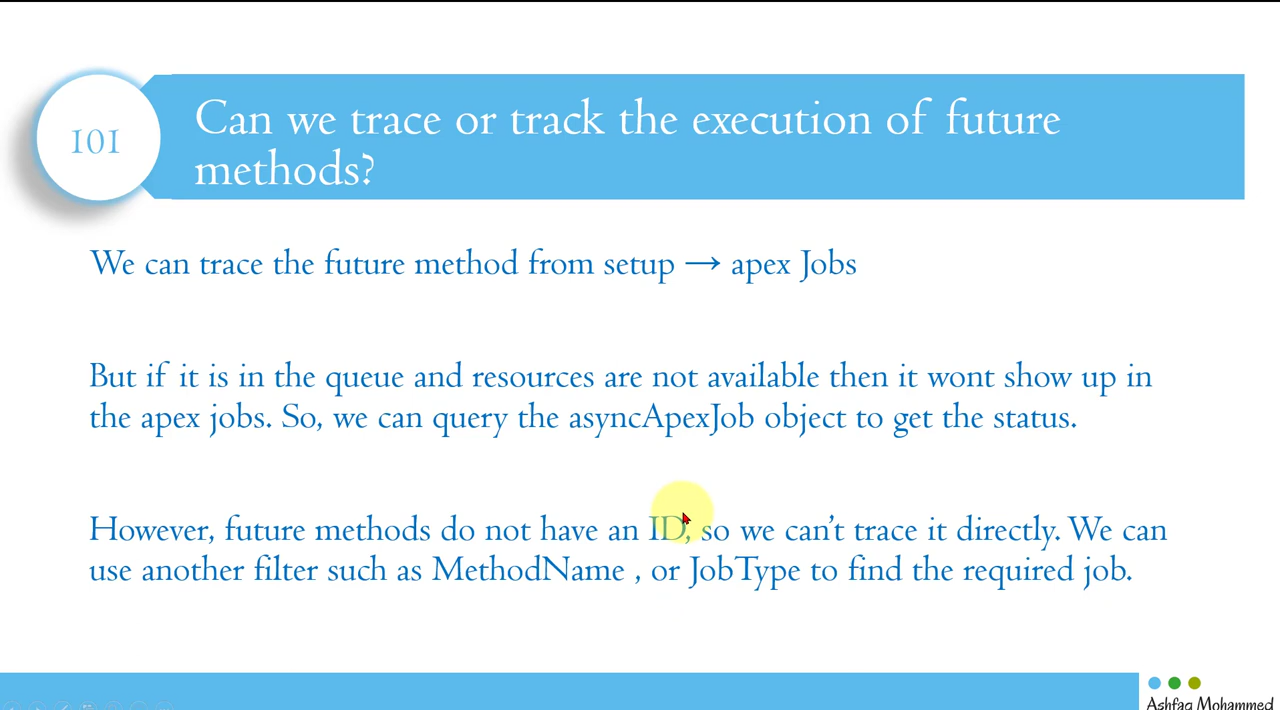 101
Can we trace or track the execution of future
methods?
We can trace the future method from setup → apex Jobs
But if it is in the queue and resources are not available then it wont show up in
the apex jobs. So, we can query the asyncApexJob object to get the status.
However, future methods do not have an ID, so we can't trace it directly. We can
use another filter such as MethodName , or JobType to find the required job.
Ashfaq Mohammed